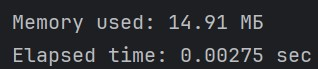 Memory used: 14.91 МБ
Elapsed time: 0.00275 sec